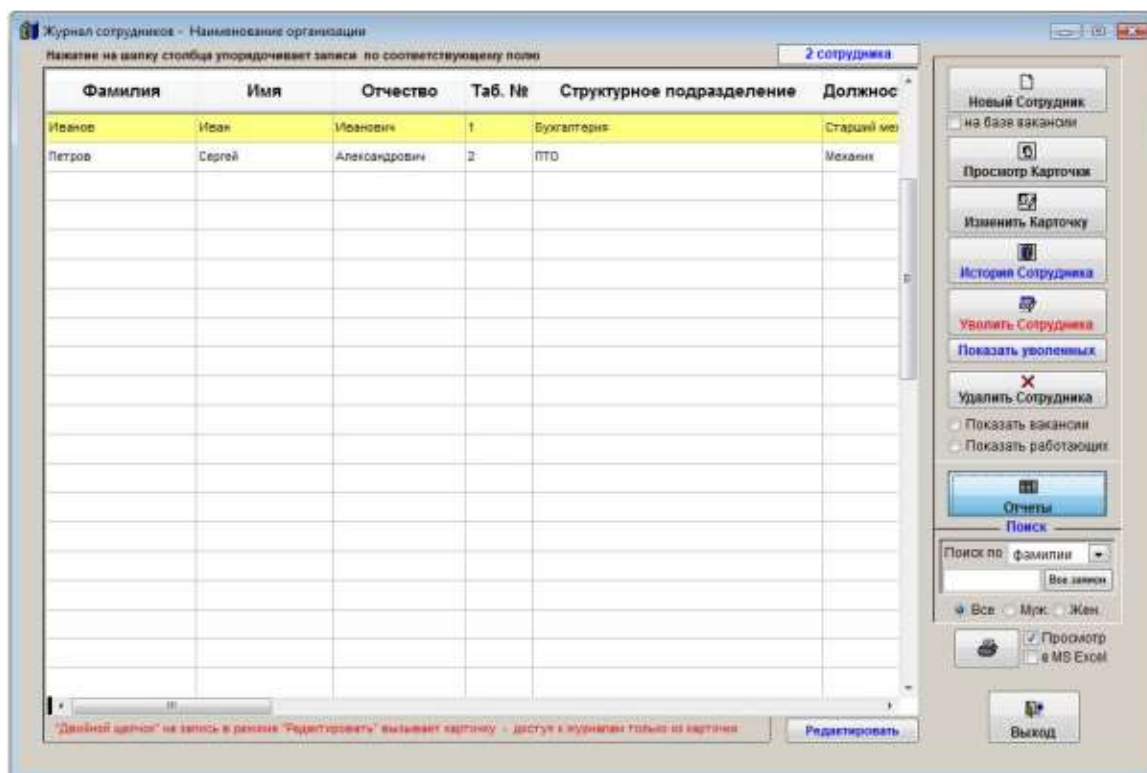 Журнал сотрудников - Наименование организации
Нажатие на шапку столбца упорядочивает записи по соответствующему полю
2 сотрудника
Фамилия Имя Отчество Таб. № Структурное подразделение Должнос
Иванов Иван Иванович 1 Бухгалтерия Старший мех
Петров Сергей Александрович 2 ПТО Механик
Новый Сотрудник
на базе вакансии
Просмотр Карточки
Изменить Карточку
История Сотрудника
Уволить Сотрудника
Показать уволенных
Удалить Сотрудника
Показать вакансии
Показать работающих
Отчеты
Поиск
Поиск по фамилии
Все записи
Все Муж. Жен.
Просмотр
в MS Excel
"Двойной щелчок" на запись в режиме "Редактировать" вызывает карточку - доступ к журналам только из карточки
Редактировать
Выход